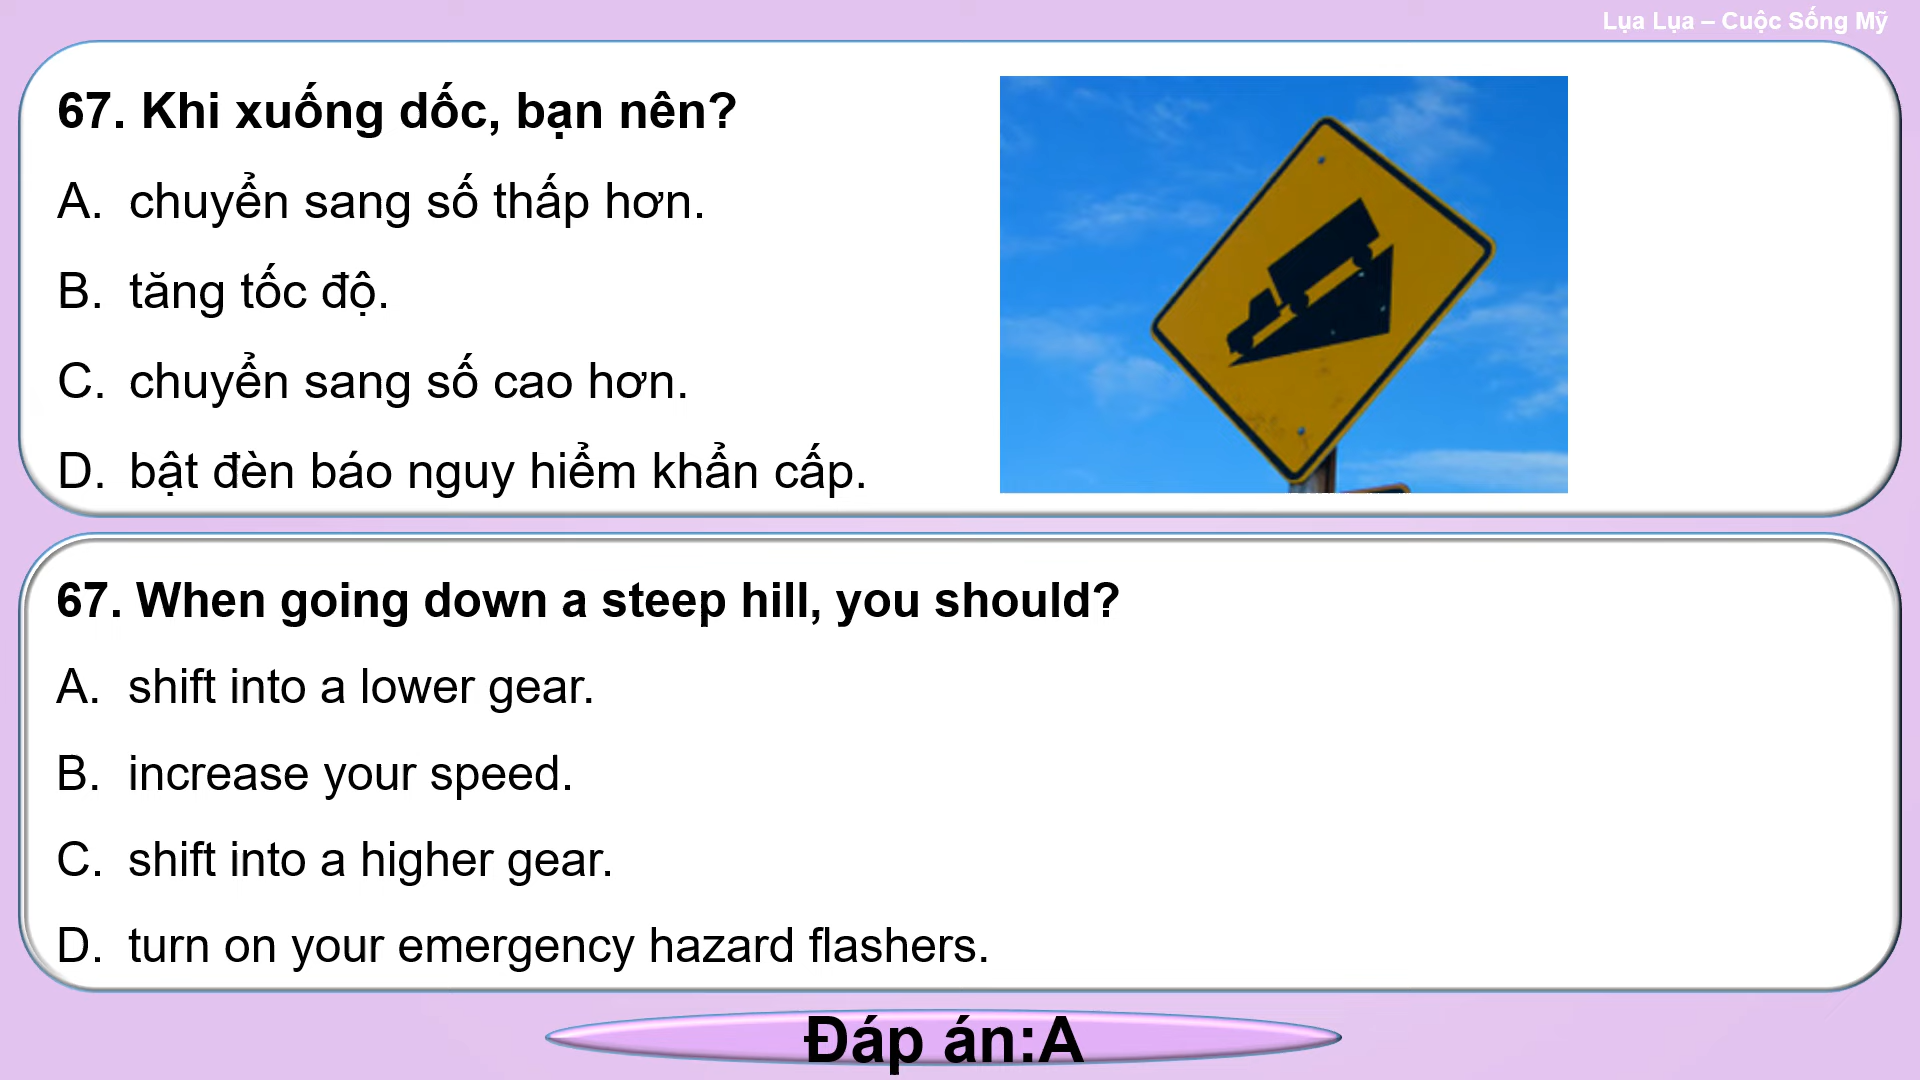 Lụa Lụa – Cuộc Sống Mỹ
67. Khi xuống dốc, bạn nên?
A. chuyển sang số thấp hơn.
B. tăng tốc độ.
C. chuyển sang số cao hơn.
D. bật đèn báo nguy hiểm khẩn cấp.
67. When going down a steep hill, you should?
A. shift into a lower gear.
B. increase your speed.
C. shift into a higher gear.
D. turn on your emergency hazard flashers.
Đáp án:A